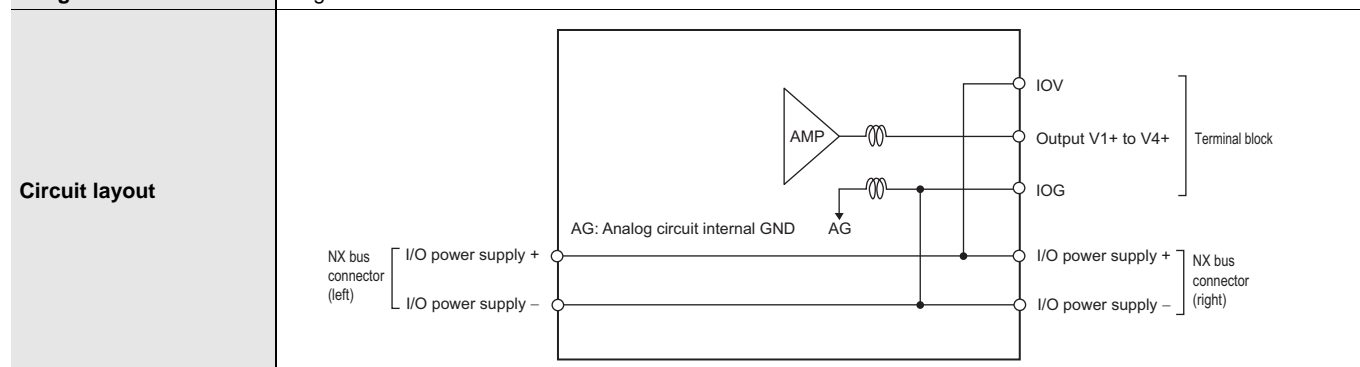 Circuit layout
IOV
AMP
Output V1+ to V4+
Terminal block
IOG
AG: Analog circuit internal GND
AG
NX bus
connector
(left)
I/O power supply +
I/O power supply −
I/O power supply +
I/O power supply −
NX bus
connector
(right)